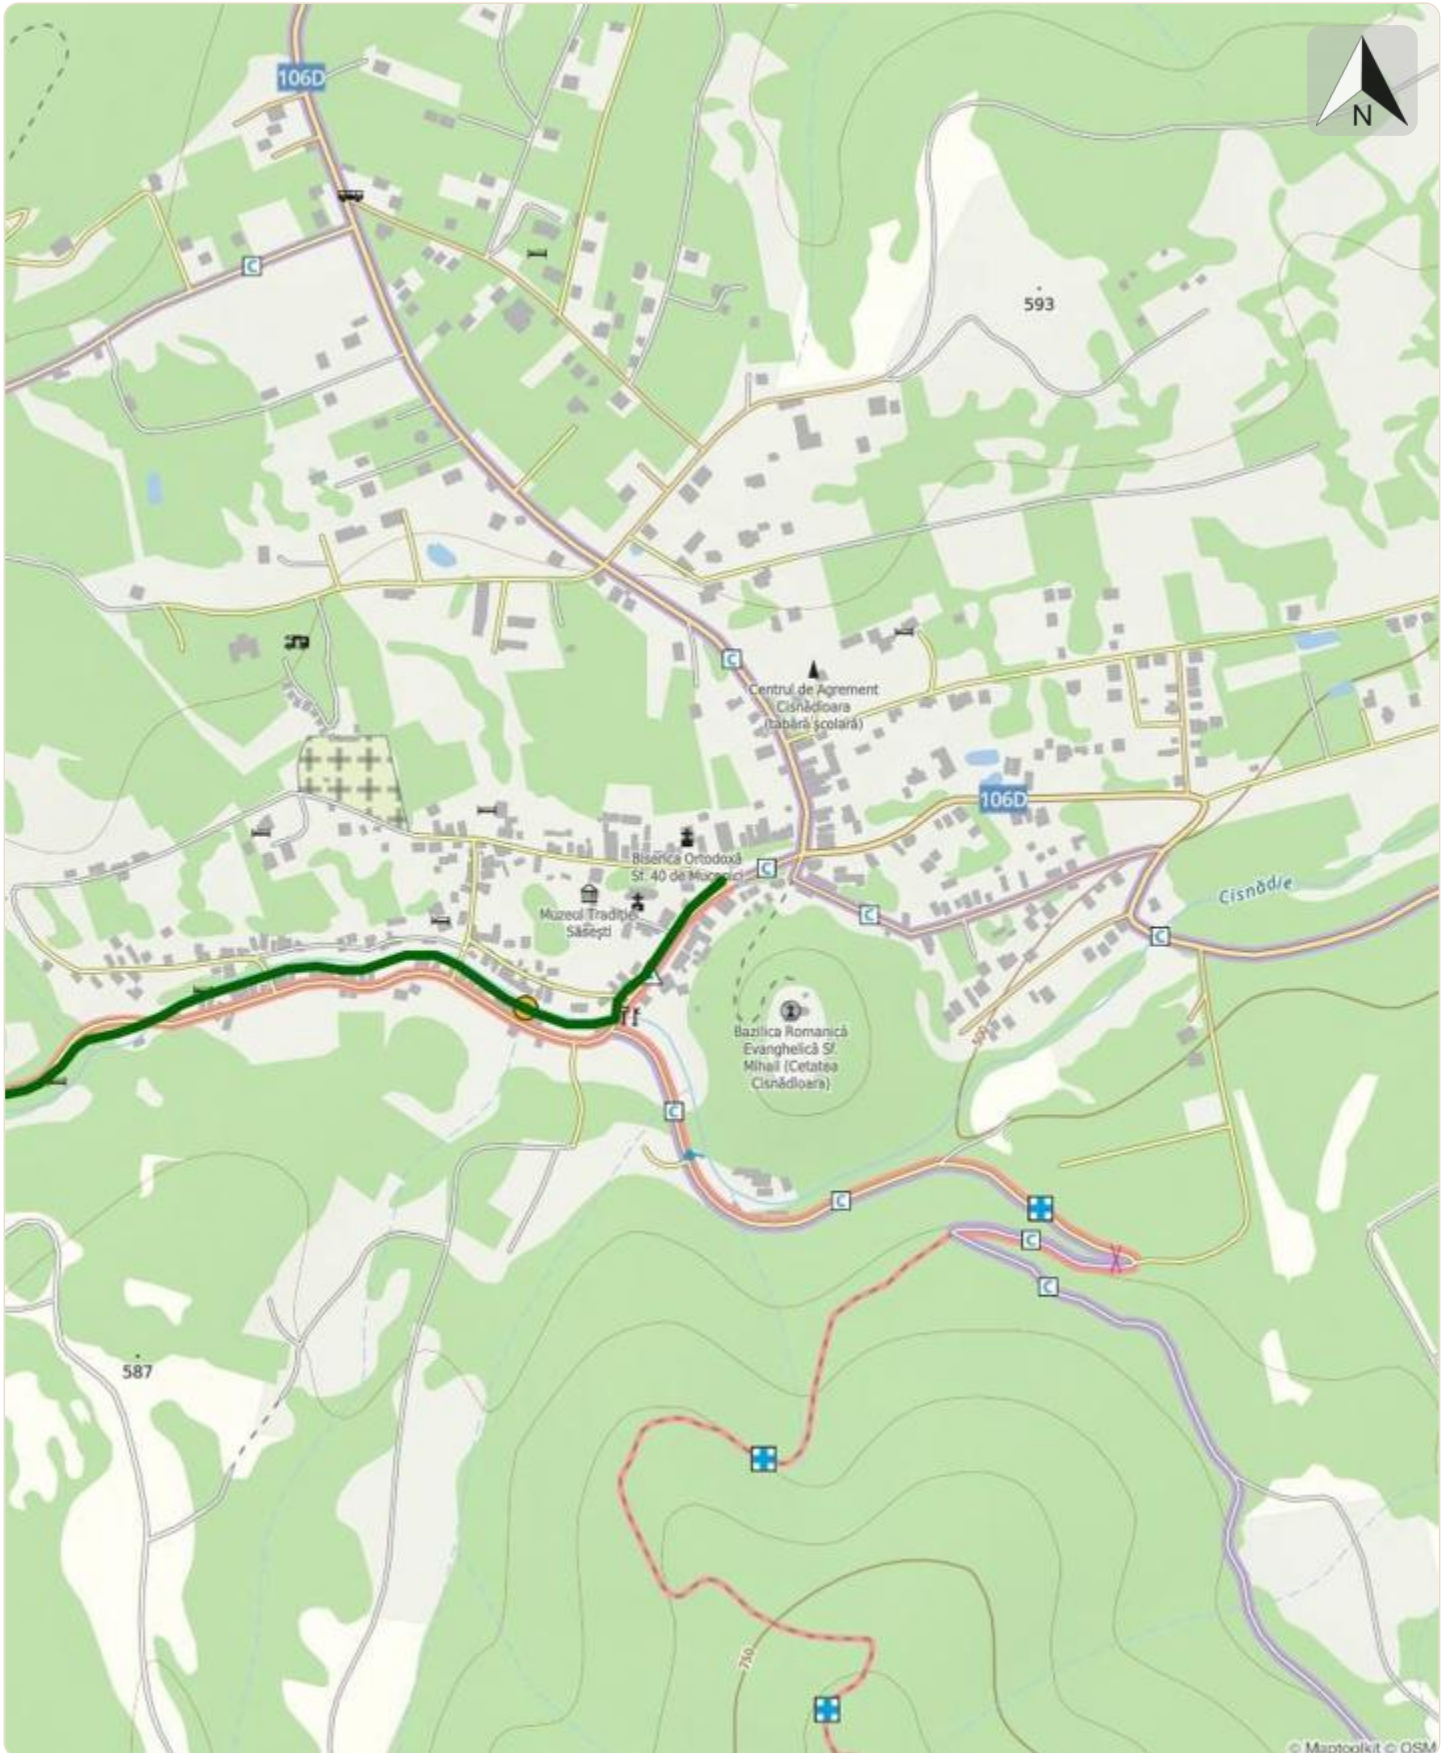 106D
N
C
593
C
Centrul de Agrement
Cisnădioara
(tabără școlară)
106D
Biserica Ortodoxă
Sf. 40 de Mucenici
C
Cisnădie
Muzeul Tradiției
Săsești
C
C
Bazilica Romanică
Evanghelică Sf.
Mihail (Cetatea
Cisnădioara)
500
C
C
C
C
587
750
© Maptoolkit © OSM